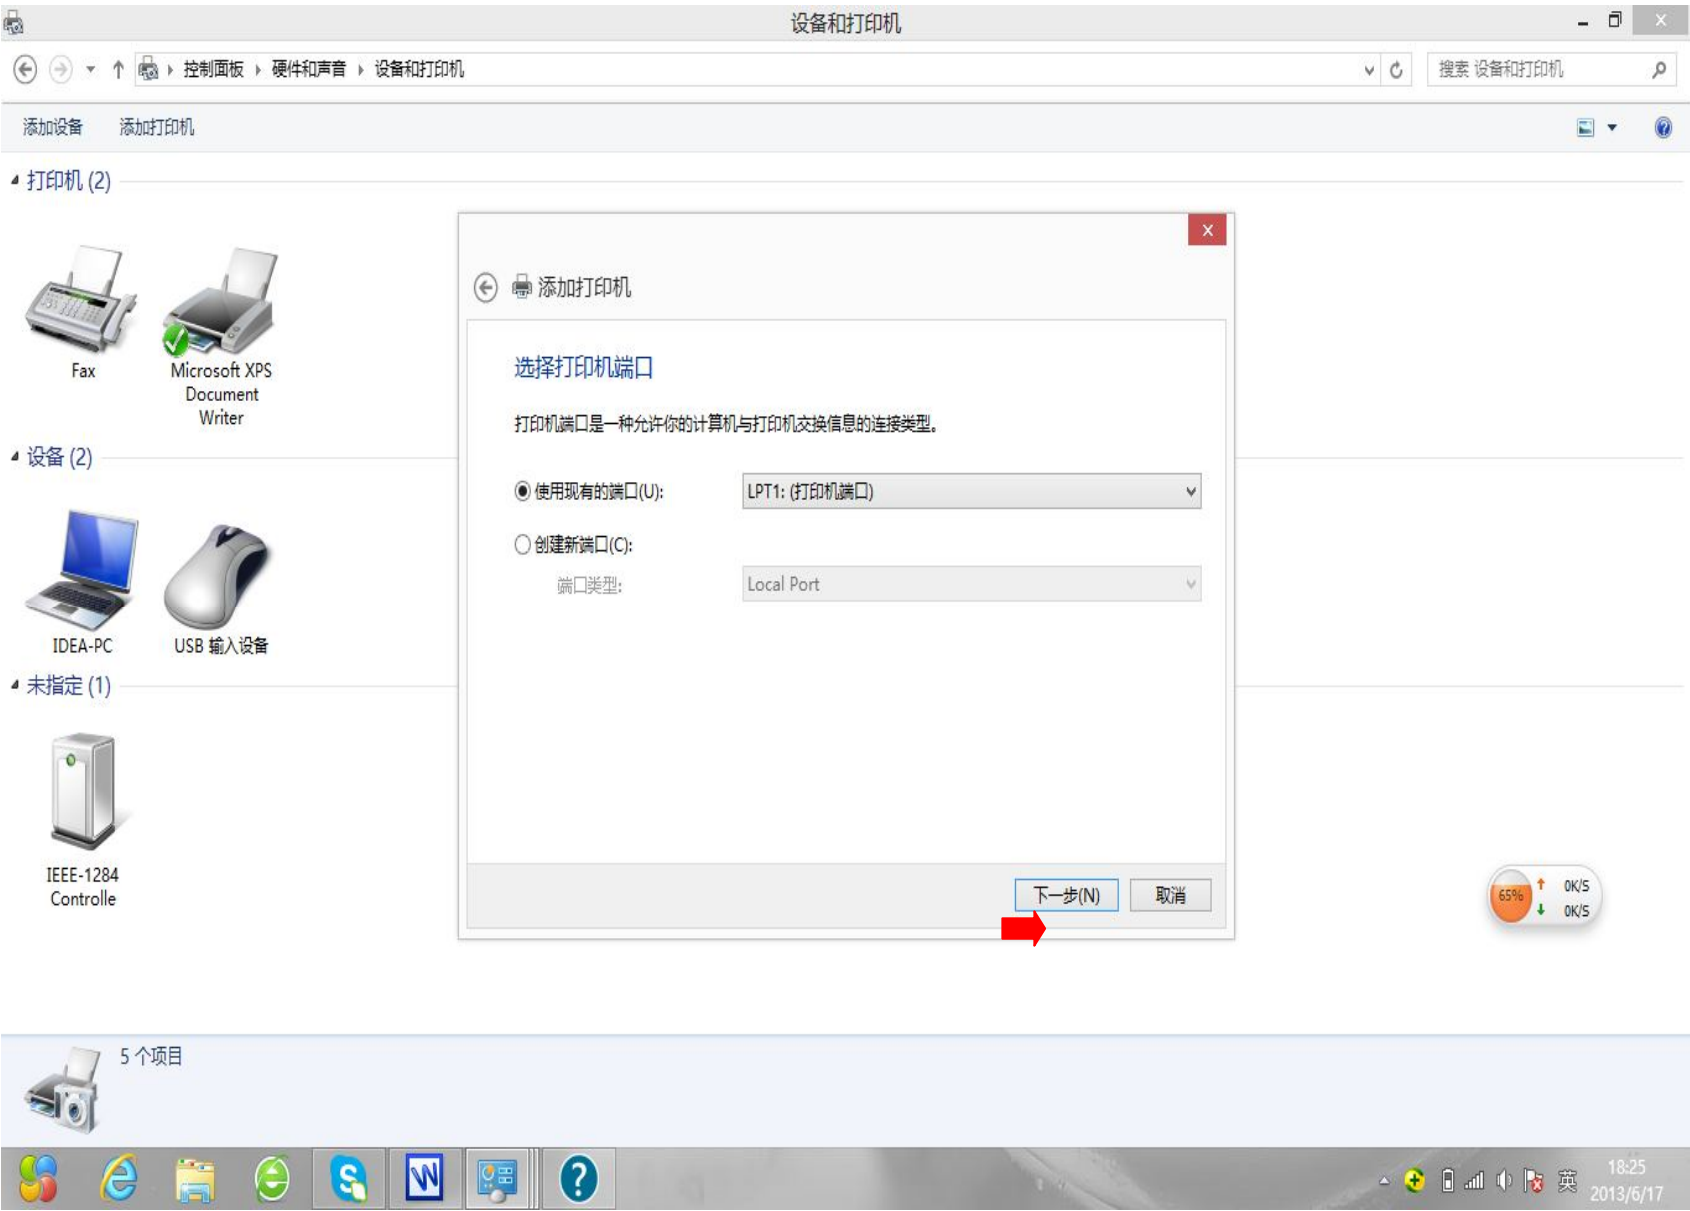 设备和打印机
控制面板 硬件和声音 设备和打印机
搜索 设备和打印机
添加设备 添加打印机
打印机 (2)
Fax
Microsoft XPS
Document
Writer
设备 (2)
IDEA-PC
USB 输入设备
未指定 (1)
IEEE-1284
Controlle
添加打印机
选择打印机端口
打印机端口是一种允许你的计算机与打印机交换信息的连接类型。
使用现有的端口(U): LPT1: (打印机端口)
创建新端口(C):
端口类型: Local Port
下一步(N) 取消
65% 0K/S
0K/S
5 个项目
英
18:25
2013/6/17